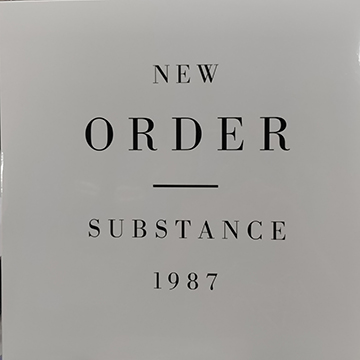 NEW
ORDER
SUBSTANCE
1987